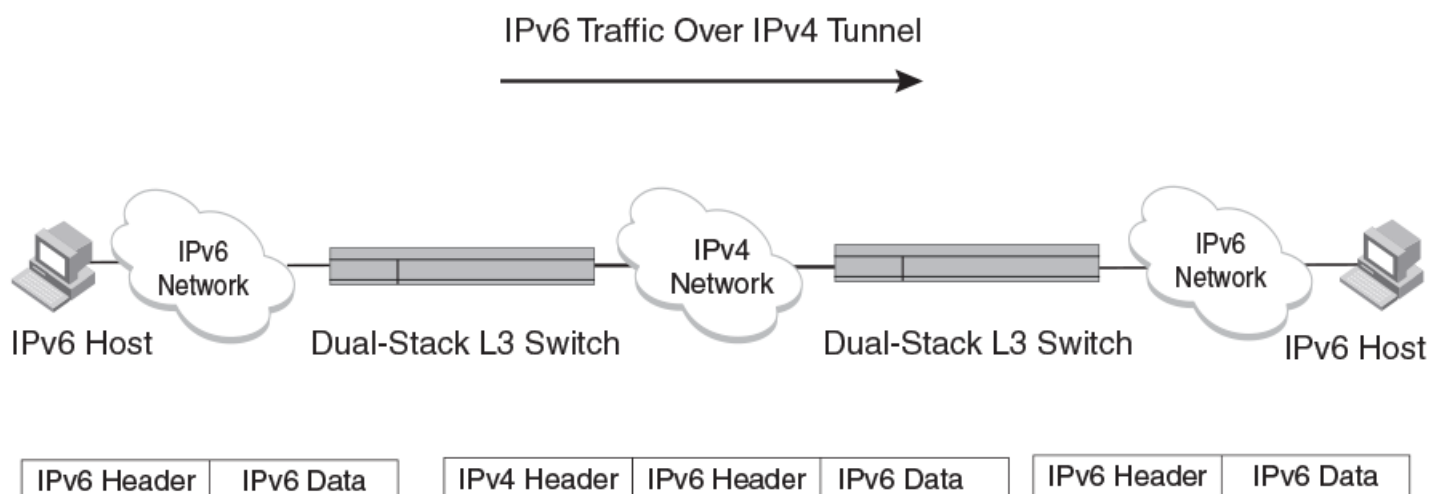 IPv6 Traffic Over IPv4 Tunnel
IPv6
Network
IPv4
Network
IPv6
Network
IPv6 Host
Dual-Stack L3 Switch
Dual-Stack L3 Switch
IPv6 Host
IPv6 Header
IPv6 Data
IPv4 Header
IPv6 Header
IPv6 Data
IPv6 Header
IPv6 Data